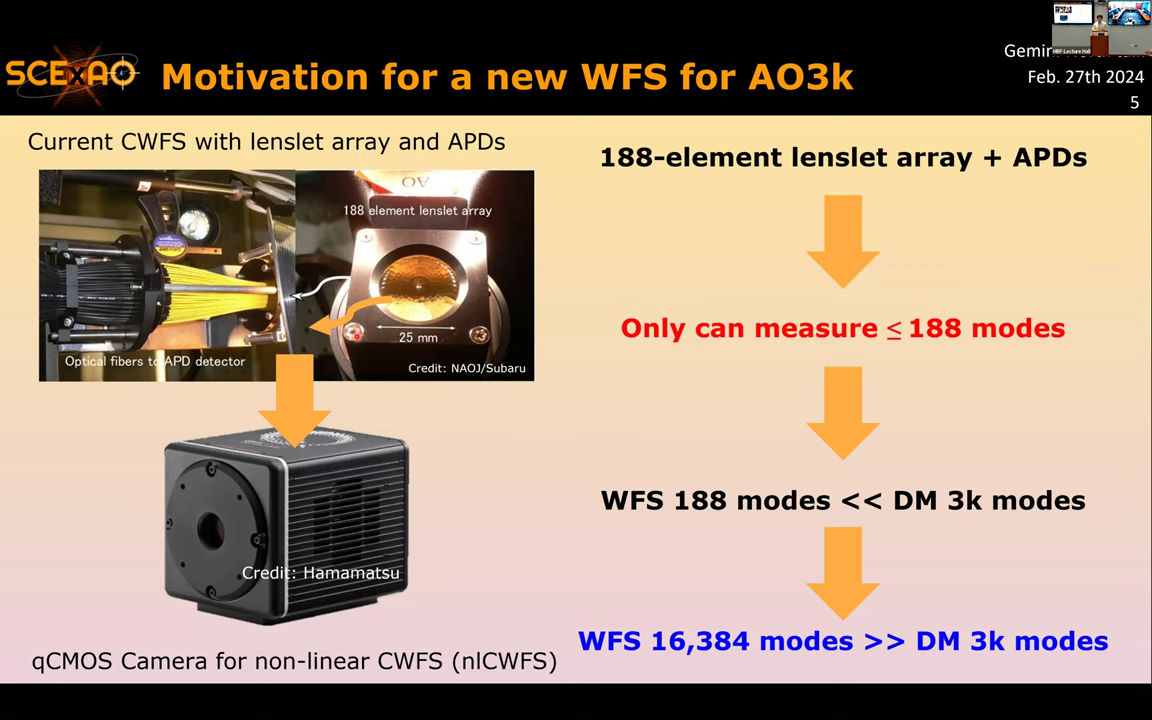 SCExAO
Motivation for a new WFS for AO3k
Feb. 27th 2024
5
Current CWFS with lenslet array and APDs
OV
188 element lenslet array
25 mm
Optical fibers to APD detector
Credit: NAOJ/Subaru
Credit: Hamamatsu
qCMOS Camera for non-linear CWFS (nlCWFS)
188-element lenslet array + APDs
Only can measure ≤ 188 modes
WFS 188 modes << DM 3k modes
WFS 16,384 modes >> DM 3k modes